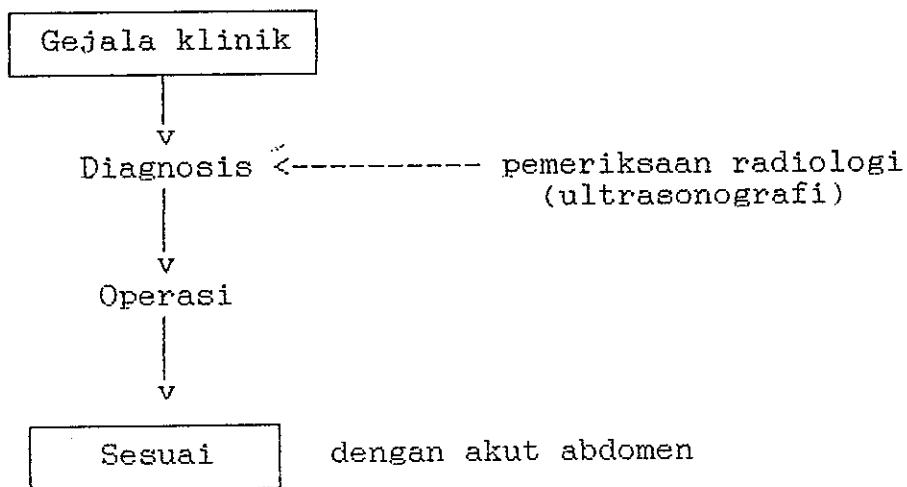 Gejala klinik
v
Diagnosis <---------- pemeriksaan radiologi
(ultrasonografi)
v
Operasi
v
Sesuai dengan akut abdomen